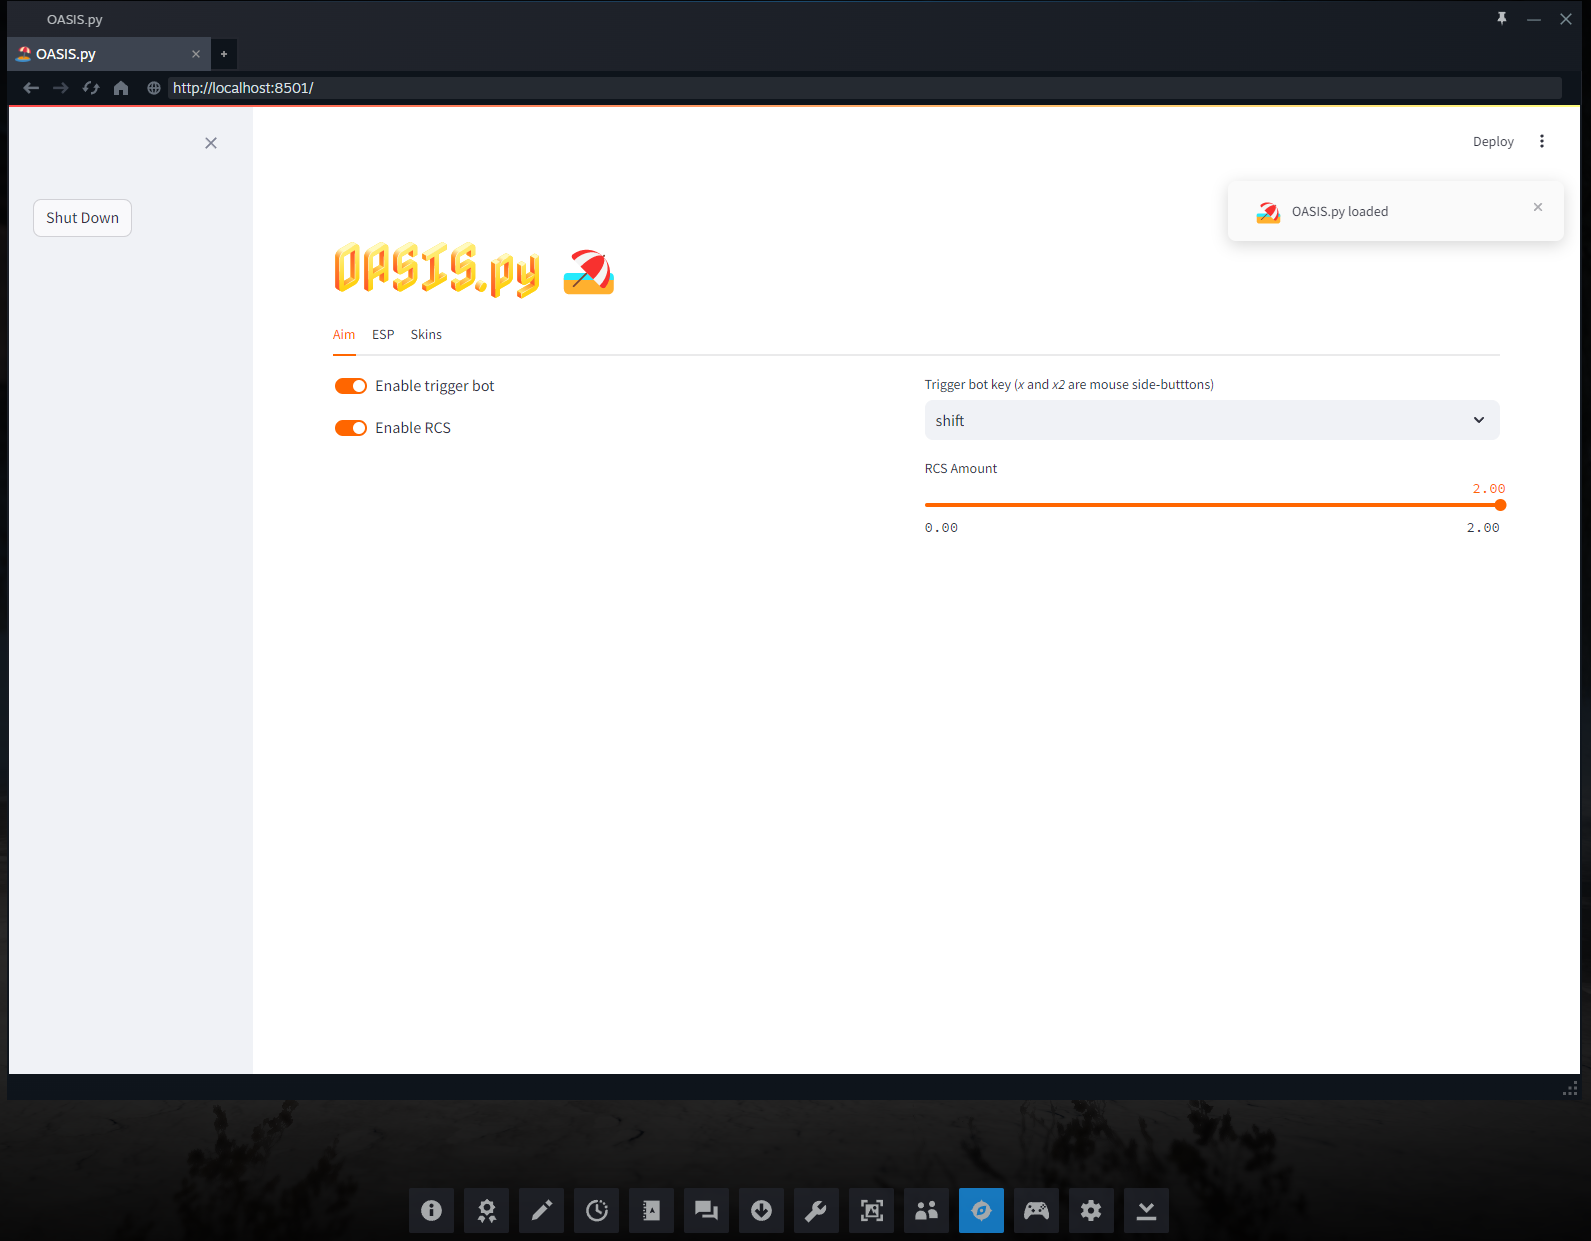 OASIS.py
OASIS.py
http://localhost:8501/
Deploy
Shut Down
OASIS.py loaded
OASIS.py
Aim ESP Skins
Enable trigger bot
Enable RCS
Trigger bot key (x and x2 are mouse side-butttons)
shift
RCS Amount
2.00
0.00 2.00